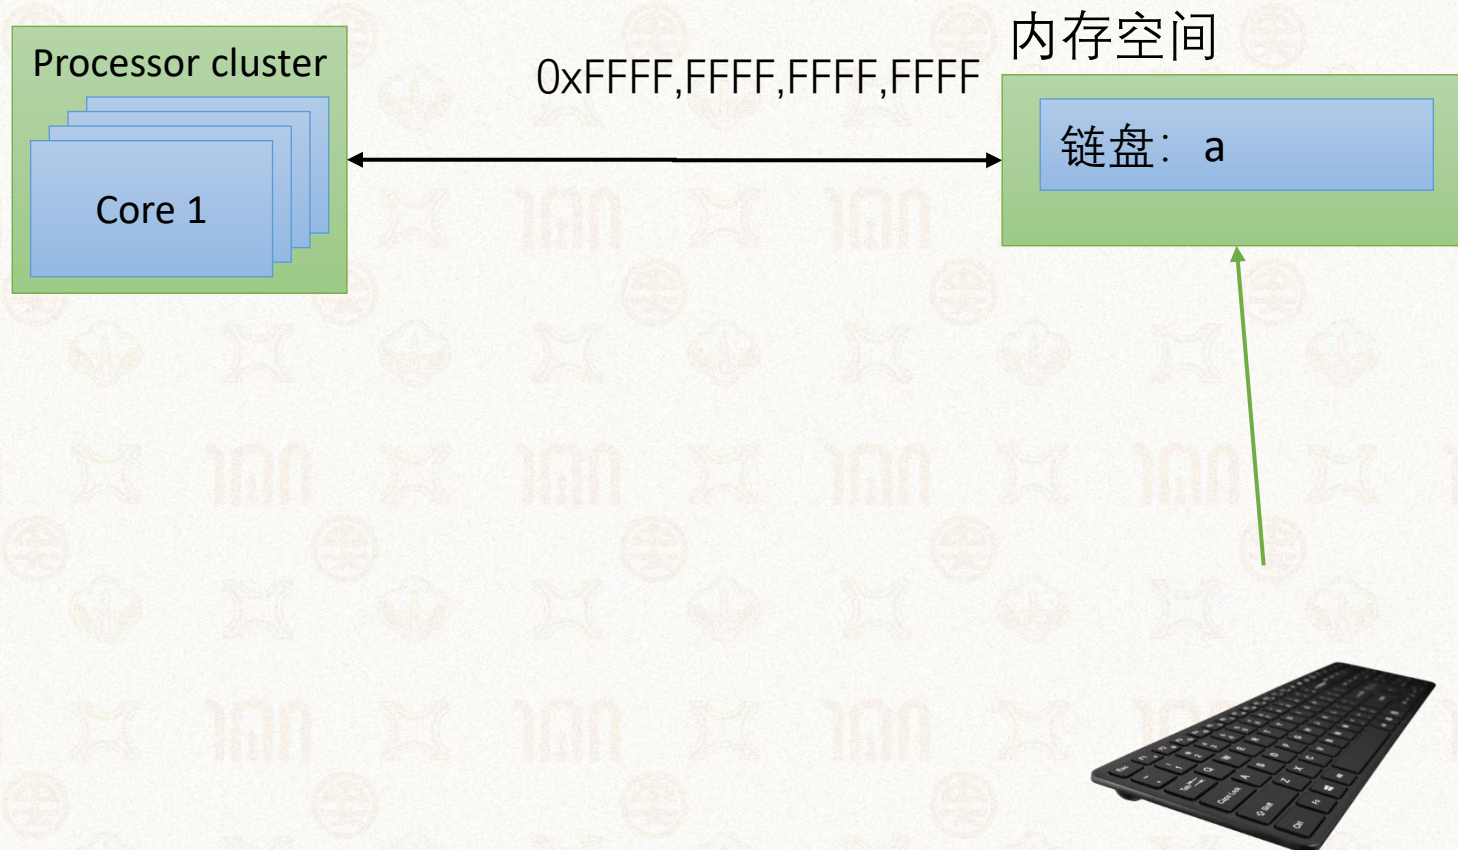 Processor cluster
Core 1
0xFFFF,FFFF,FFFF,FFFF
内存空间
链盘：a